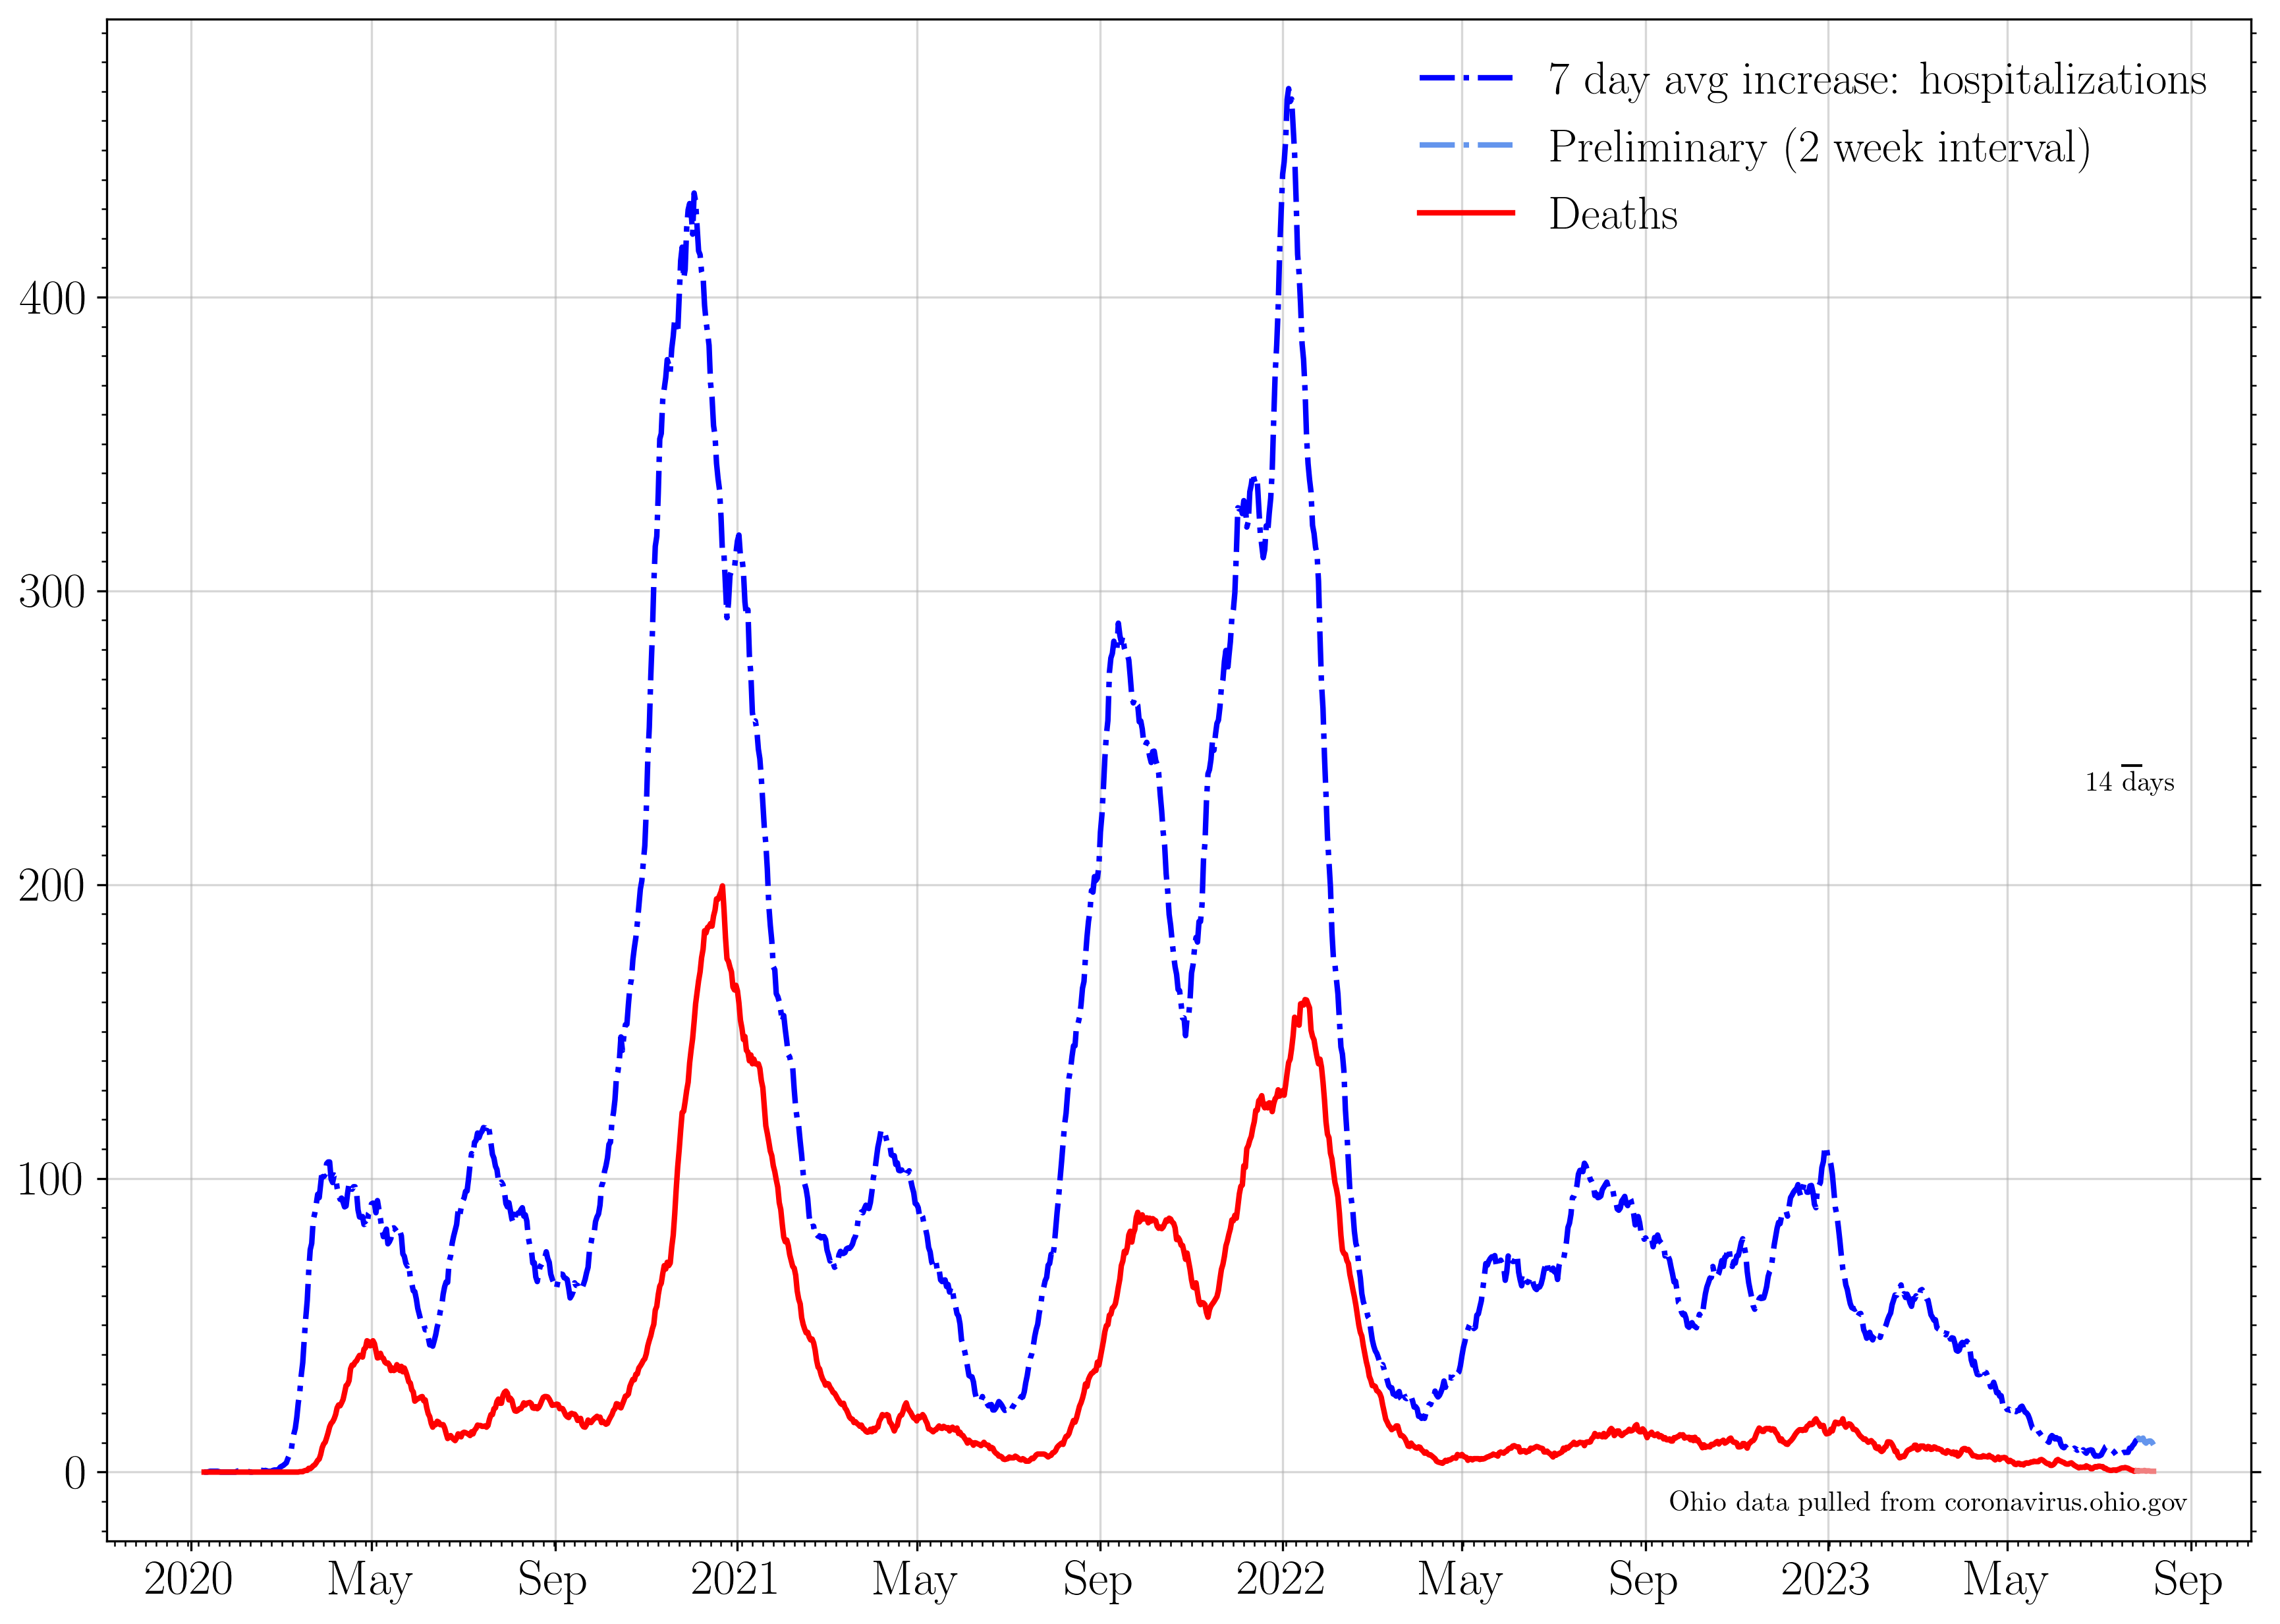 7 day avg increase: hospitalizations
Preliminary (2 week interval)
Deaths
400
300
200
100
0
14 days
Ohio data pulled from coronavirus.ohio.gov
2020 May Sep 2021 May Sep 2022 May Sep 2023 May Sep